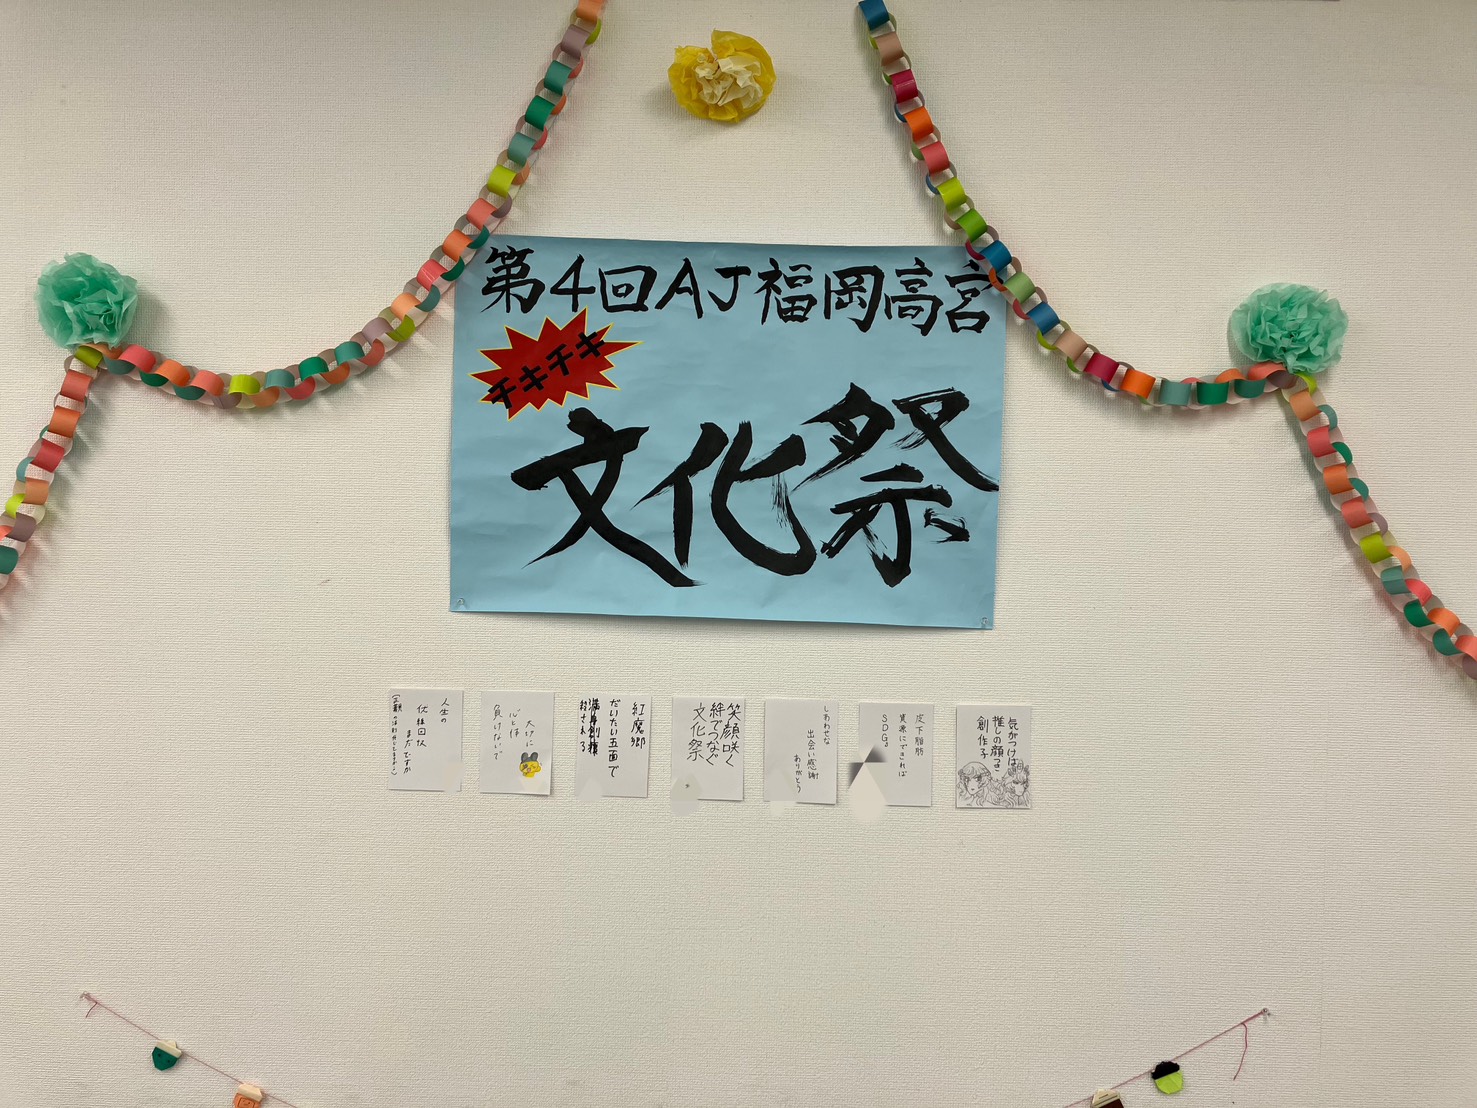 第4回AJ福岡高宮
チキチキ
文化祭
人生の
伏線回収
まだですか
大切に
心と体
負けないで
紅魔郷
だいたい五面で
満身創痍
笑顔咲く
絆でつなぐ
文化祭
しあわせな
出会い感謝
ありがとう
皮下脂肪
資源にできれば
SDGs
気がつけば
推しの顔つき
創作子